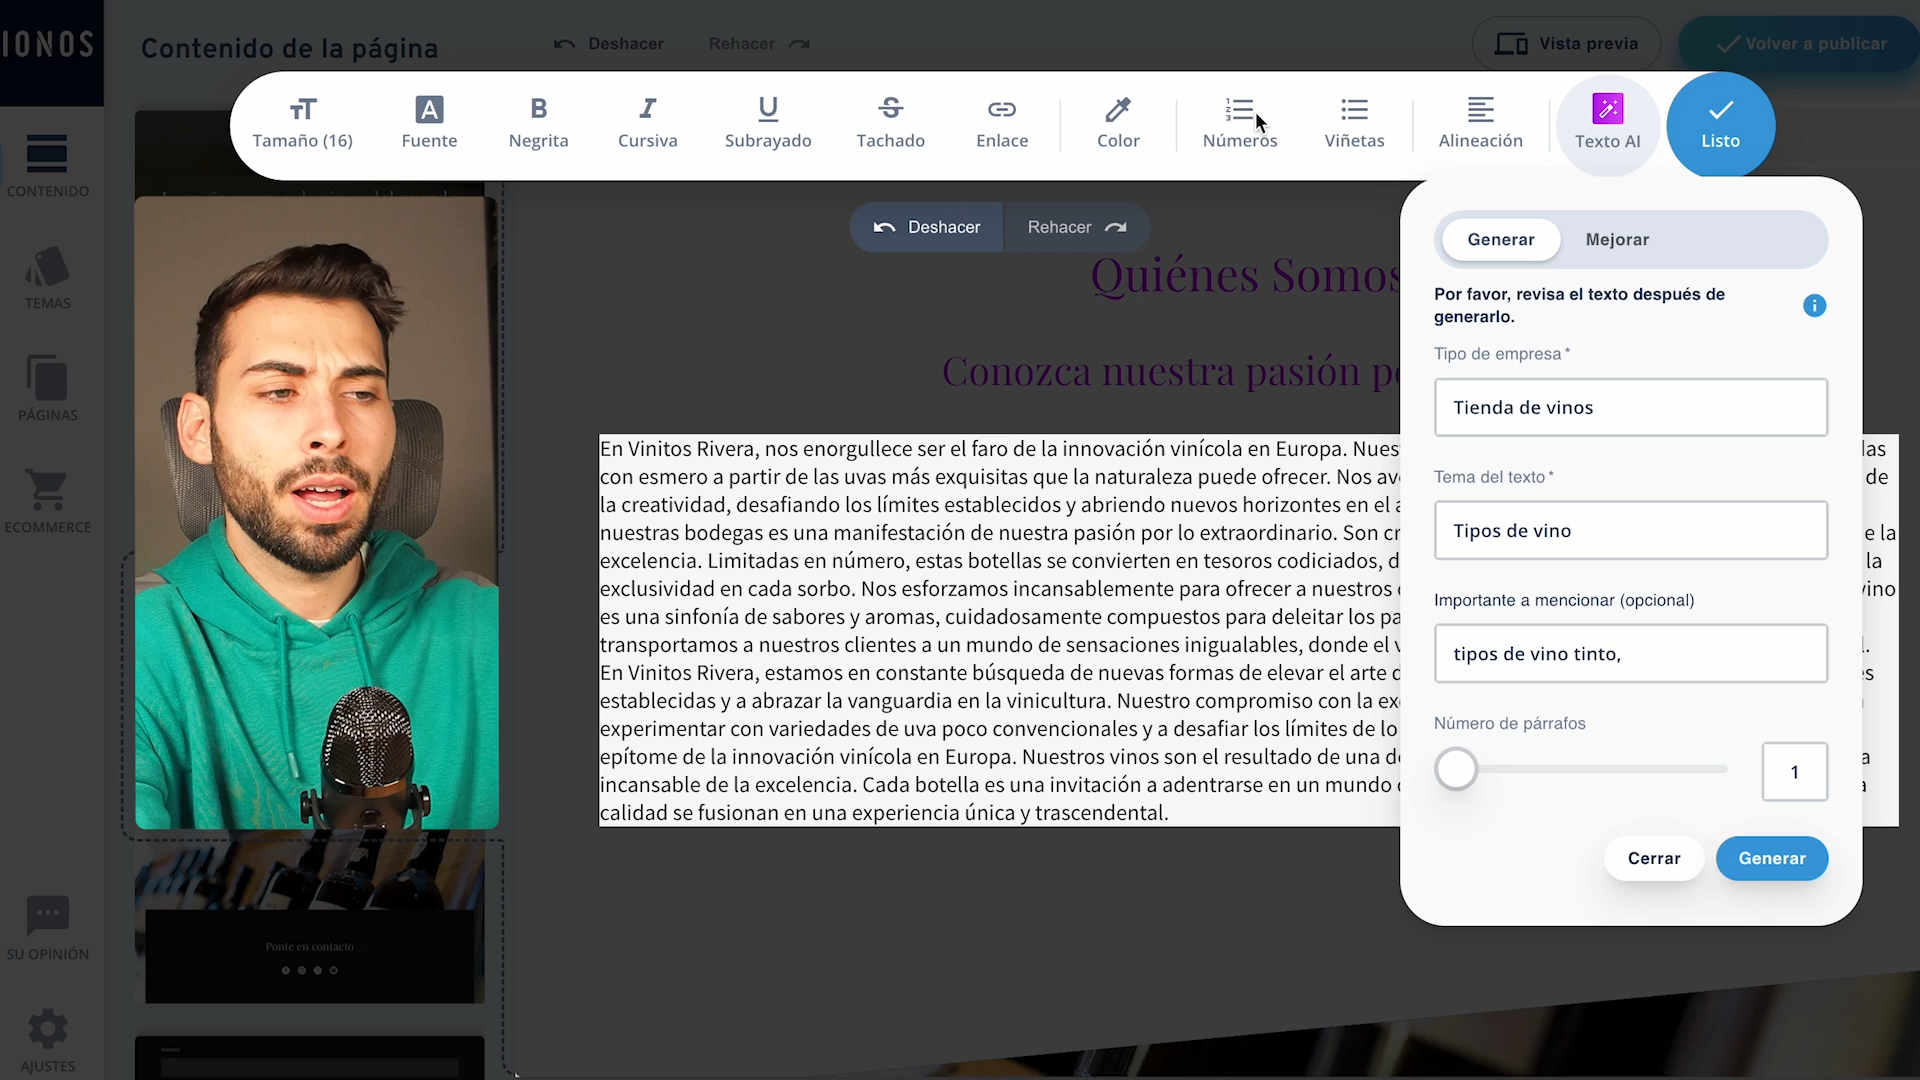 IONOS
Contenido de la página
Deshacer
Rehacer
Vista previa
Volver a publicar
Tamaño (16)
Fuente
Negrita
Cursiva
Subrayado
Tachado
Enlace
Color
Números
Viñetas
Alineación
Texto AI
Listo
CONTENIDO
TEMAS
PÁGINAS
ECOMMERCE
SU OPINIÓN
AJUSTES
Deshacer
Rehacer
Quiénes Somos
Conozca nuestra pasión
En Vinitos Rivera, nos enorgullece ser el faro de la innovación vinícola en Europa.
con esmero a partir de las uvas más exquisitas que la naturaleza puede ofrecer. Nos
la creatividad, desafiando los límites establecidos y abriendo nuevos horizontes en el
nuestras bodegas es una manifestación de nuestra pasión por lo extraordinario. Son
excelencia. Limitadas en número, estas botellas se convierten en tesoros codiciados,
exclusividad en cada sorbo. Nos esforzamos incansablemente para ofrecer a nuestros
es una sinfonía de sabores y aromas, cuidadosamente compuestos para deleitar los
transportamos a nuestros clientes a un mundo de sensaciones inigualables, donde el
En Vinitos Rivera, estamos en constante búsqueda de nuevas formas de elevar el arte
establecidas y a abrazar la vanguardia en la vinicultura. Nuestro compromiso con la
experimentar con variedades de uva poco convencionales y a desafiar los límites de lo
epítome de la innovación vinícola en Europa. Nuestros vinos son el resultado de una
incansable de la excelencia. Cada botella es una invitación a adentrarse en un mundo
calidad se fusionan en una experiencia única y trascendental.
Generar
Mejorar
Por favor, revisa el texto después de
generarlo.
Tipo de empresa *
Tienda de vinos
Tema del texto *
Tipos de vino
Importante a mencionar (opcional)
tipos de vino tinto,
Número de párrafos
1
Cerrar
Generar
Ponte en contacto